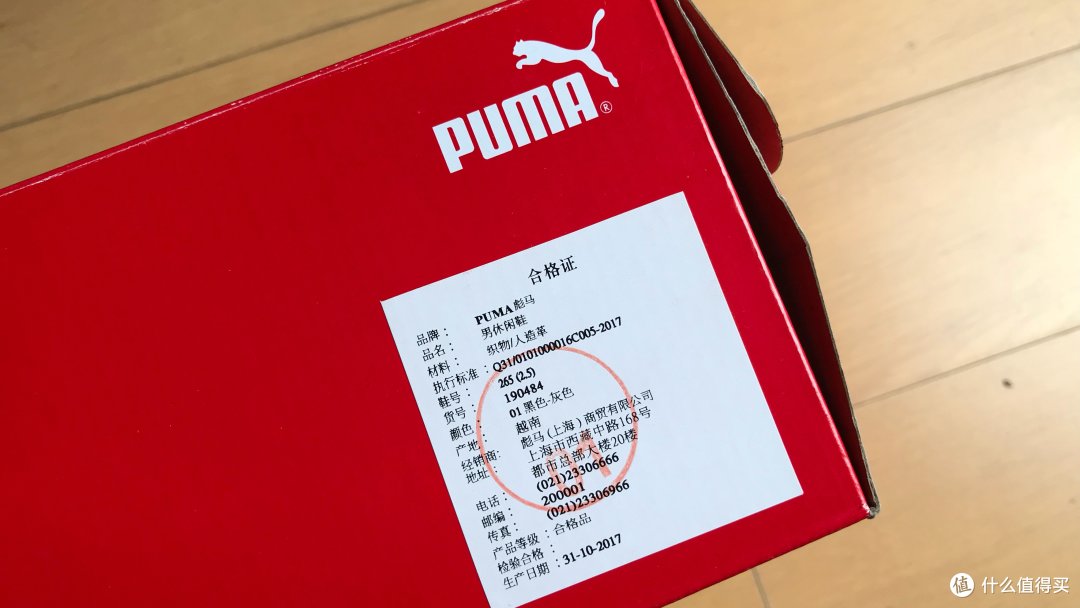 PUMA®
合格证
品牌： PUMA彪马
品名： 男休闲鞋
材料： 织物/人造革
执行标准：Q31/0101000016C005-2017
鞋号： 265 (2.5)
货号： 190484
颜色： 01 黑色-灰色
产地： 越南
经销商： 彪马 (上海) 商贸有限公司
地址： 上海市西藏中路168号
都市总部大楼20楼
电话： (021)23306666
邮编： 200001
传真： (021)23306966
产品等级：合格品
检验合格：
生产日期：31-10-2017
值 什么值得买